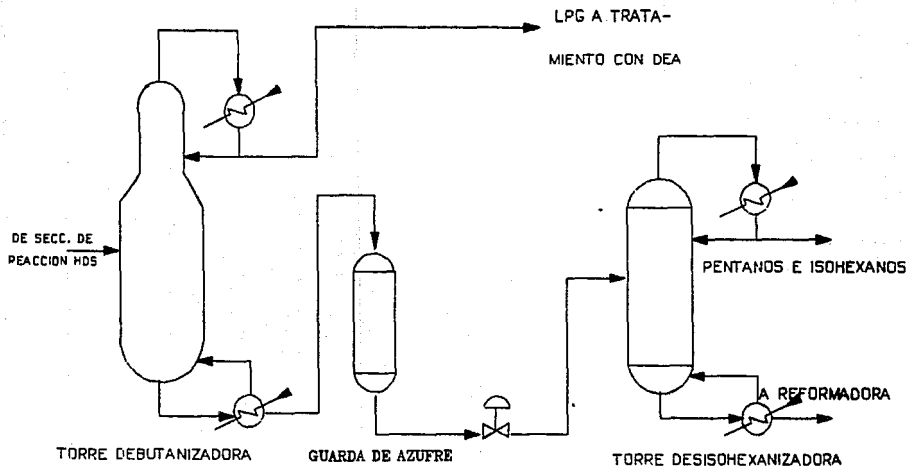 LPG A TRATA-
MIENTO CON DEA
DE SECC. DE
REACCION HDS
PENTANOS E ISOHEXANOS
A REFORMADORA
TORRE DEBUTANIZADORA
GUARDA DE AZUFRE
TORRE DESISOHEXANIZADORA